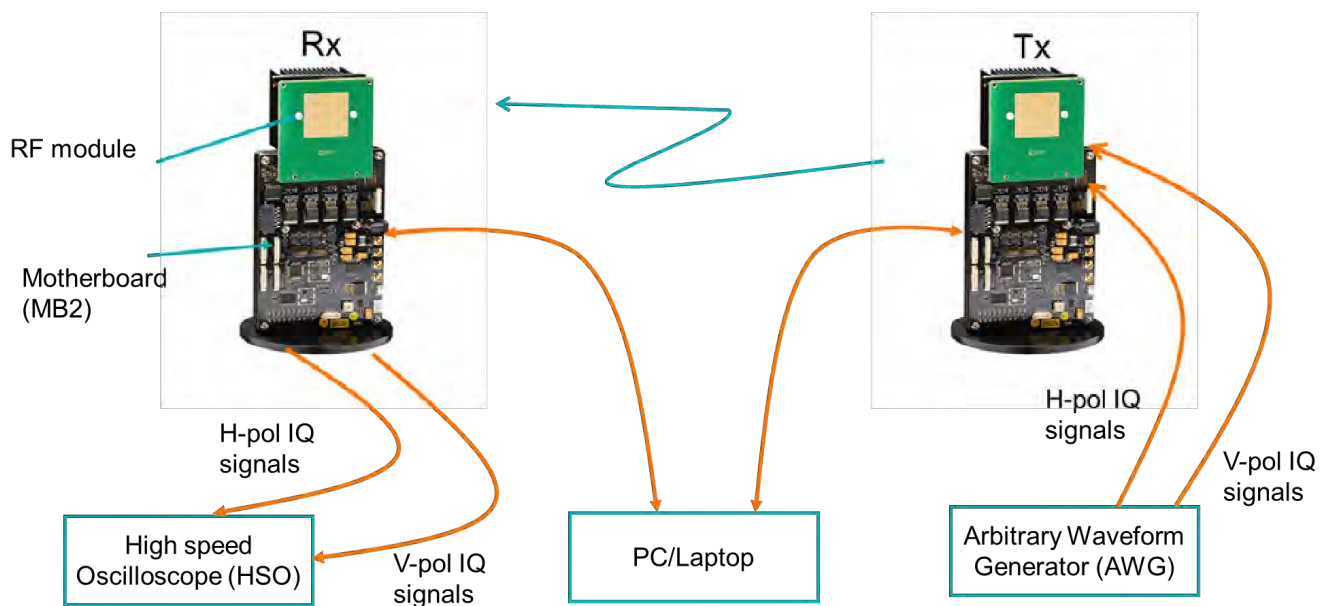 Rx
Tx
RF module
Motherboard
(MB2)
H-pol IQ
signals
H-pol IQ
signals
V-pol IQ
signals
V-pol IQ
signals
High speed
Oscilloscope (HSO)
PC/Laptop
Arbitrary Waveform
Generator (AWG)